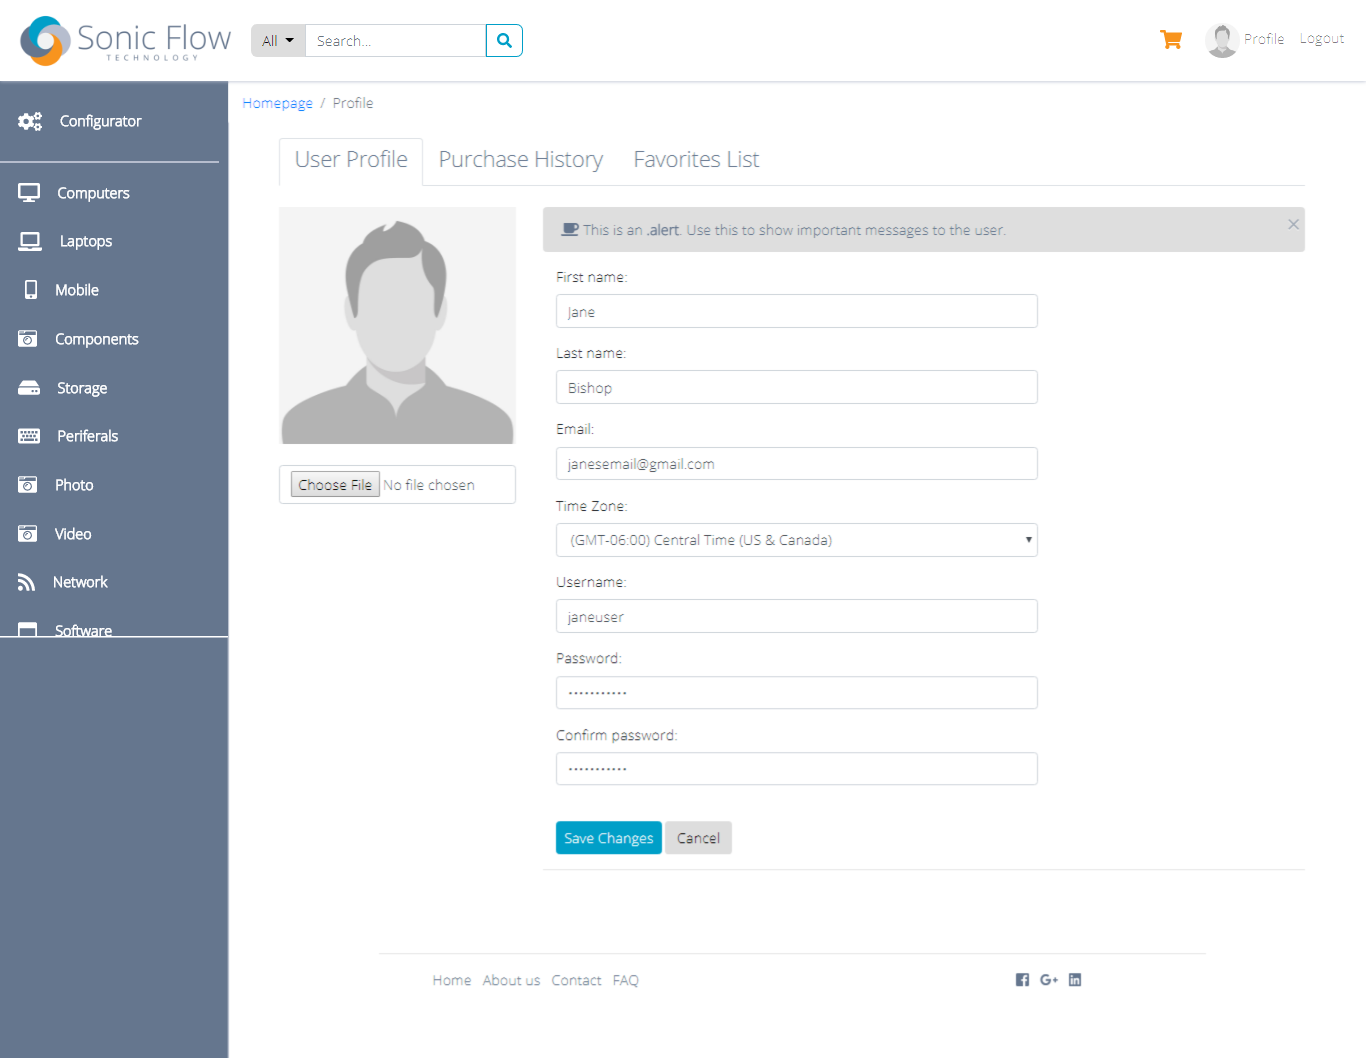 Sonic Flow
TECHNOLOGY
All
Search...
Profile
Logout
Configurator
Computers
Laptops
Mobile
Components
Storage
Periferals
Photo
Video
Network
Software
Homepage / Profile
User Profile
Purchase History
Favorites List
Choose File No file chosen
This is an .alert. Use this to show important messages to the user.
×
First name:
Jane
Last name:
Bishop
Email:
janesemail@gmail.com
Time Zone:
(GMT-06:00) Central Time (US & Canada)
Username:
janeuser
Password:
•••••••••••
Confirm password:
•••••••••••
Save Changes
Cancel
Home About us Contact FAQ
G+